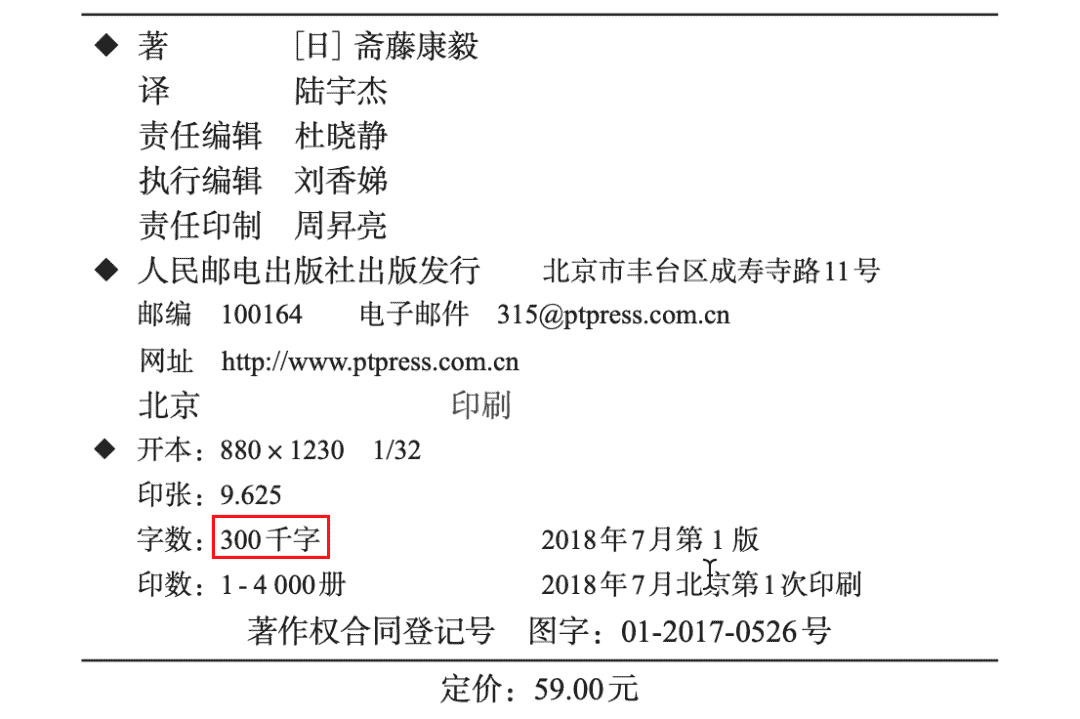 ◆ 著 [日] 斋藤康毅
译 陆宇杰
责任编辑 杜晓静
执行编辑 刘香娣
责任印制 周昇亮
◆ 人民邮电出版社出版发行 北京市丰台区成寿寺路11号
邮编 100164 电子邮件 315@ptpress.com.cn
网址 http://www.ptpress.com.cn
北京 印刷
◆ 开本：880 × 1230 1/32
印张：9.625
字数：300千字 2018年7月第 1 版
印数：1 - 4 000册 2018年7月北京第1次印刷
著作权合同登记号 图字：01-2017-0526号
定价：59.00元